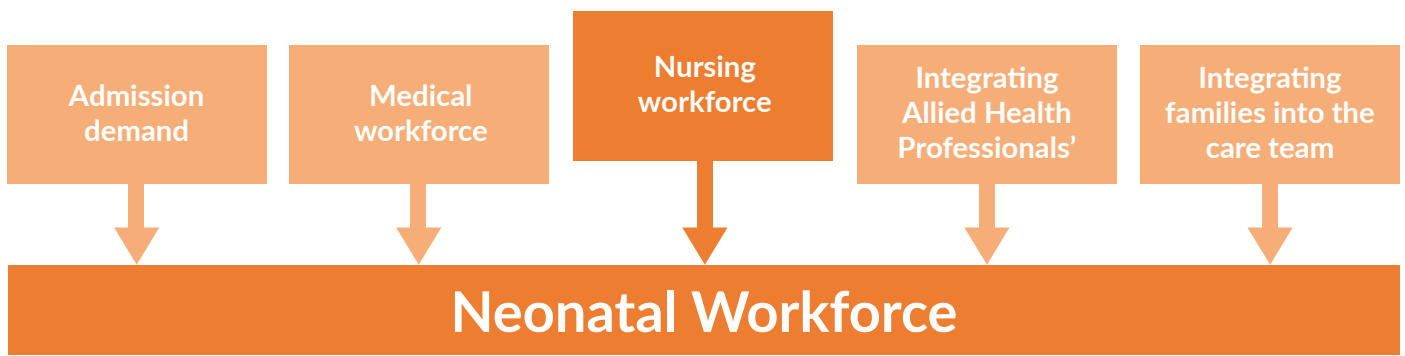 Admission
demand
Medical
workforce
Nursing
workforce
Integrating
Allied Health
Professionals’
Integrating
families into the
care team
Neonatal Workforce